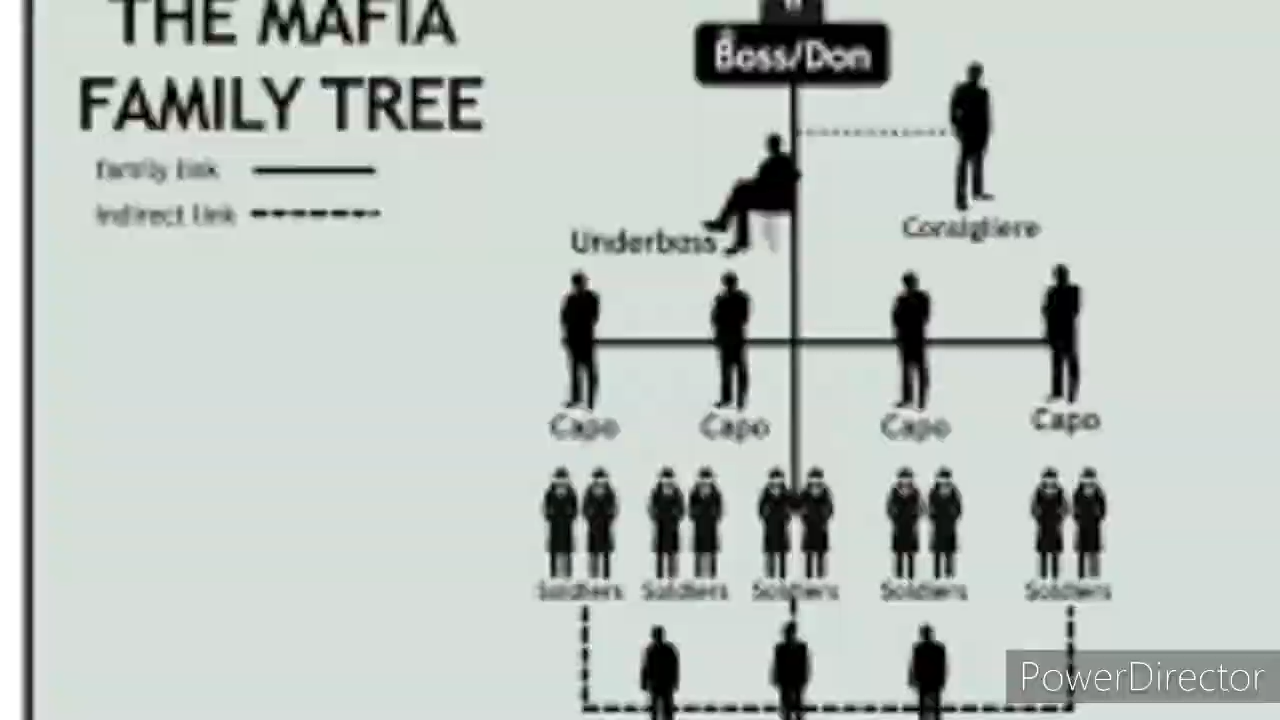 THE MAFIA
FAMILY TREE
family link
Indirect Link
Boss/Don
Underboss
Consigliere
Capo
Capo
Capo
Capo
Soldiers
Soldiers
Soldiers
Soldiers
Soldiers
PowerDirector